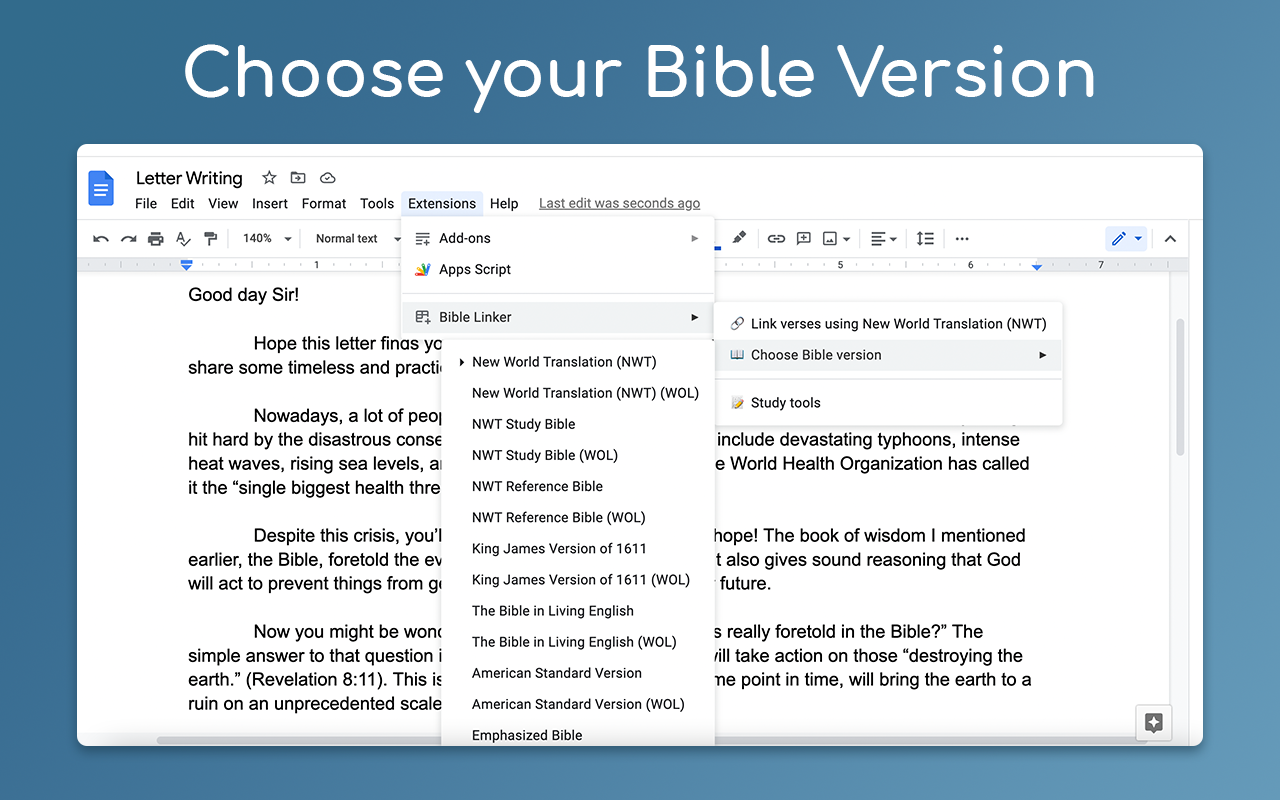 Choose your Bible Version
Letter Writing
File Edit View Insert Format Tools Extensions Help Last edit was seconds ago
140% Normal text
Add-ons
1 5 6 7
Apps Script
Good day Sir!
Bible Linker
Link verses using New World Translation (NWT)
Hope this letter finds
Choose Bible version
New World Translation (NWT)
share some timeless and
New World Translation (NWT) (WOL)
Study tools
Nowadays, a lot of
NWT Study Bible
hit hard by the disastrous include devastating typhoons, intense
NWT Study Bible (WOL)
heat waves, rising sea levels, World Health Organization has called
NWT Reference Bible
it the “single biggest health
NWT Reference Bible (WOL)
Despite this crisis, hope! The book of wisdom I mentioned
King James Version of 1611
earlier, the Bible, foretold the also gives sound reasoning that God
King James Version of 1611 (WOL)
will act to prevent things from future.
The Bible in Living English
Now you might be really foretold in the Bible?” The
The Bible in Living English (WOL)
simple answer to that question will take action on those “destroying the
American Standard Version
earth.” (Revelation 8:11). This point in time, will bring the earth to a
American Standard Version (WOL)
ruin on an unprecedented scale
Emphasized Bible